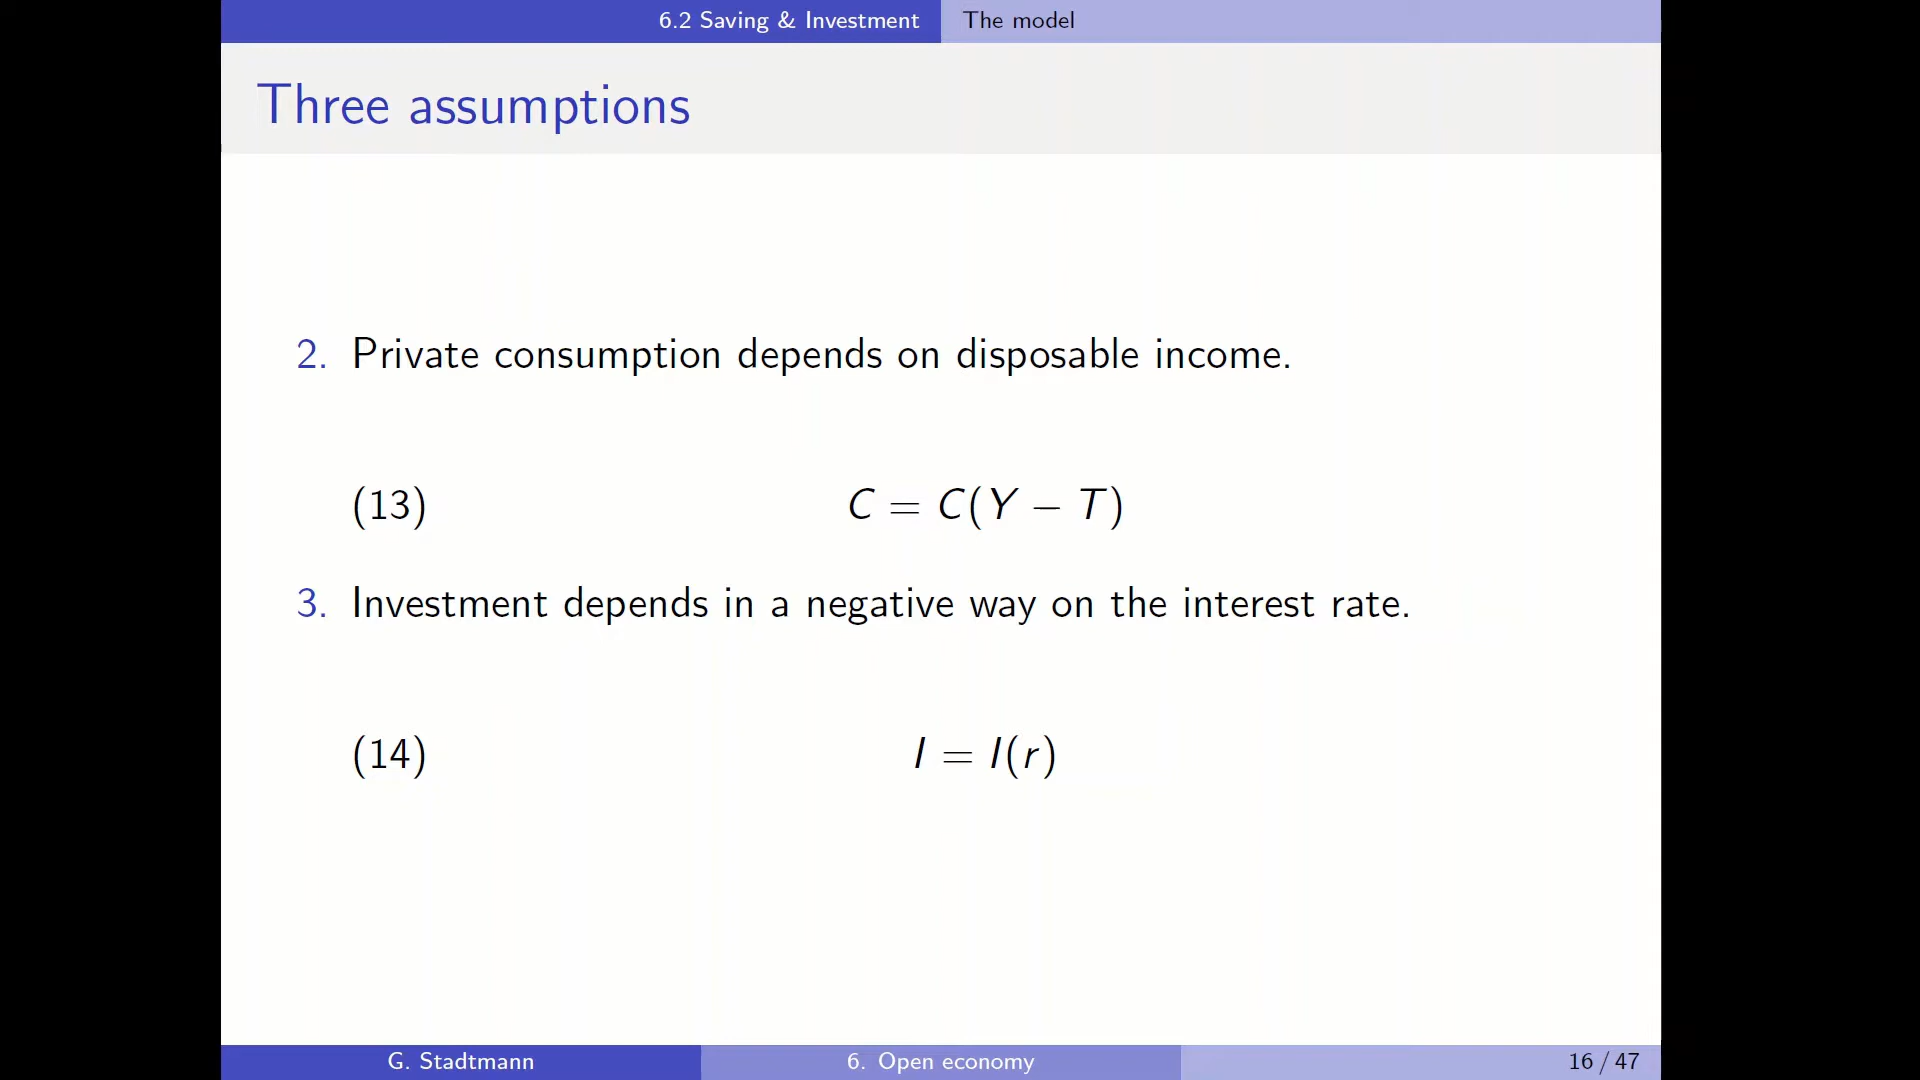 6.2 Saving & Investment The model
Three assumptions
2. Private consumption depends on disposable income.
(13) C = C(Y − T)
3. Investment depends in a negative way on the interest rate.
(14) I = I(r)
G. Stadtmann 6. Open economy 16 / 47